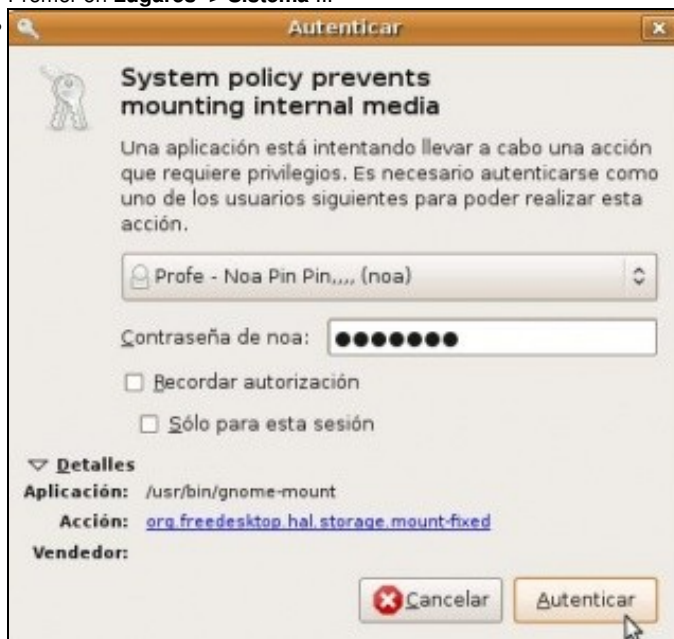 Autenticar
System policy prevents
mounting internal media
Una aplicación está intentando llevar a cabo una acción
que requiere privilegios. Es necesario autenticarse como
uno de los usuarios siguientes para poder realizar esta
acción.
Profe - Noa Pin Pin,,,, (noa)
Contraseña de noa: ●●●●●●●
Recordar autorización
Sólo para esta sesión
Detalles
Aplicación: /usr/bin/gnome-mount
Acción: org.freedesktop.hal.storage.mount-fixed
Vendedor:
Cancelar Autenticar